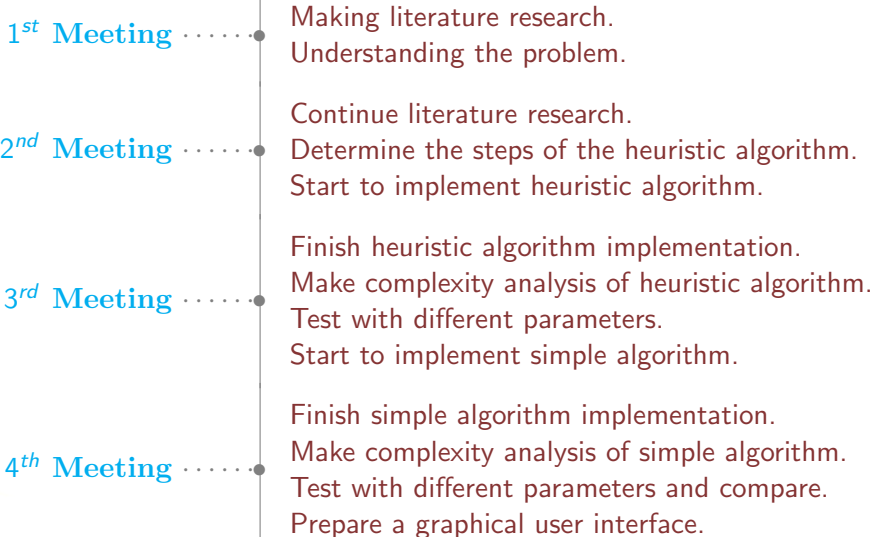 Making literature research.
1st Meeting
Understanding the problem.
Continue literature research.
2nd Meeting
Determine the steps of the heuristic algorithm.
Start to implement heuristic algorithm.
Finish heuristic algorithm implementation.
Make complexity analysis of heuristic algorithm.
3rd Meeting
Test with different parameters.
Start to implement simple algorithm.
Finish simple algorithm implementation.
Make complexity analysis of simple algorithm.
4th Meeting
Test with different parameters and compare.
Prepare a graphical user interface.